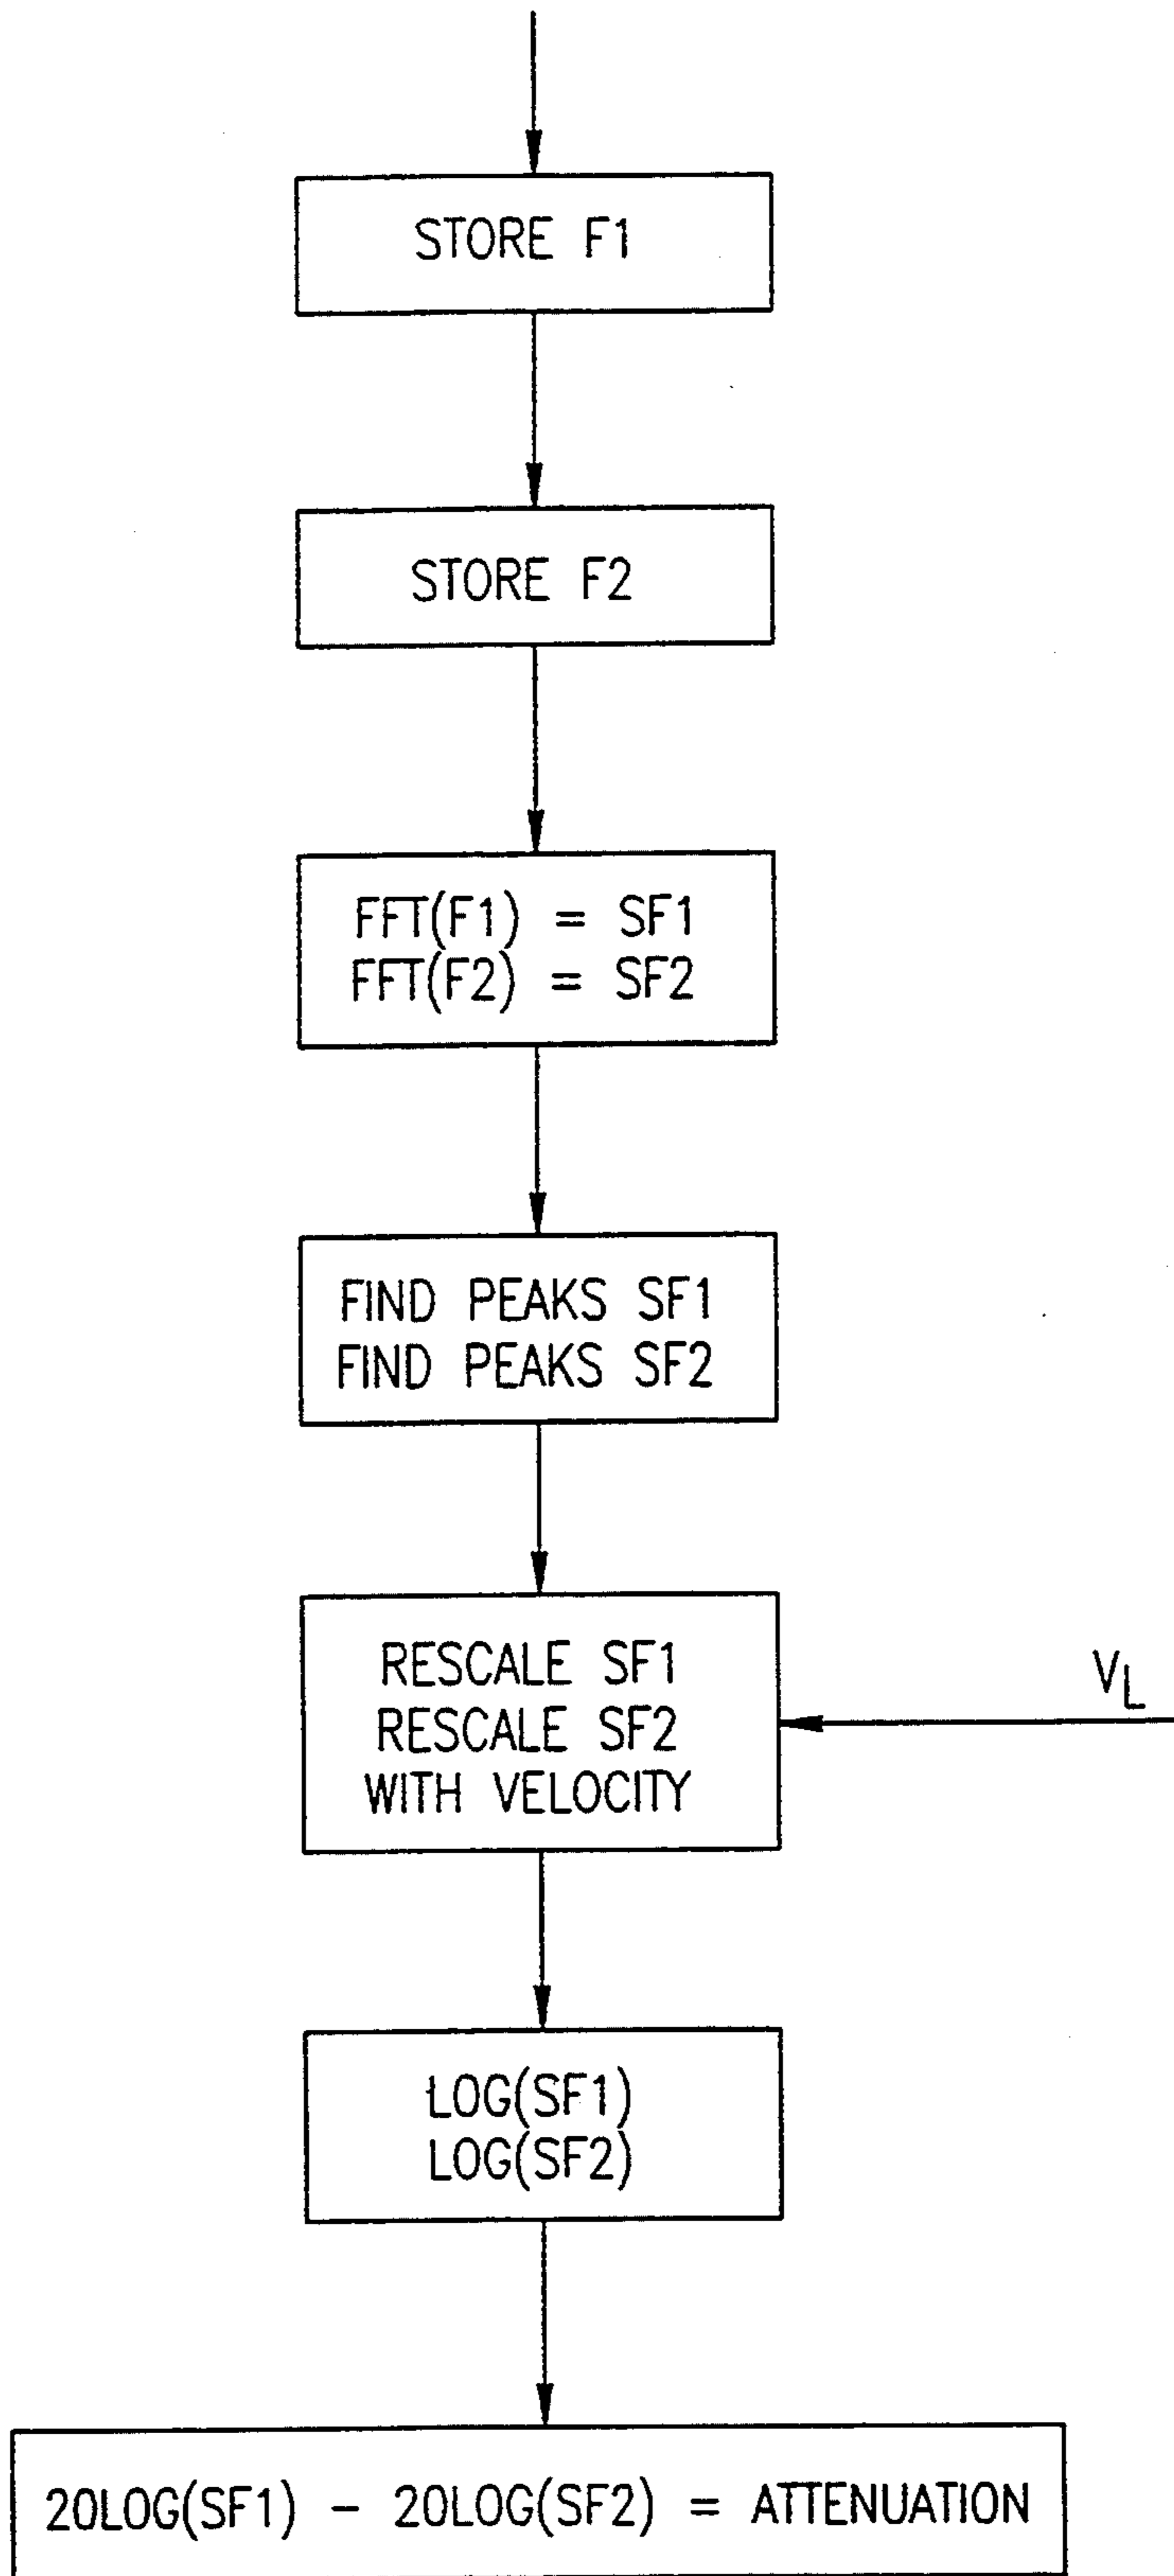 STORE F1
STORE F2
FFT(F1) = SF1
FFT(F2) = SF2
FIND PEAKS SF1
FIND PEAKS SF2
RESCALE SF1
RESCALE SF2
WITH VELOCITY
VL
LOG(SF1)
LOG(SF2)
20LOG(SF1) - 20LOG(SF2) = ATTENUATION